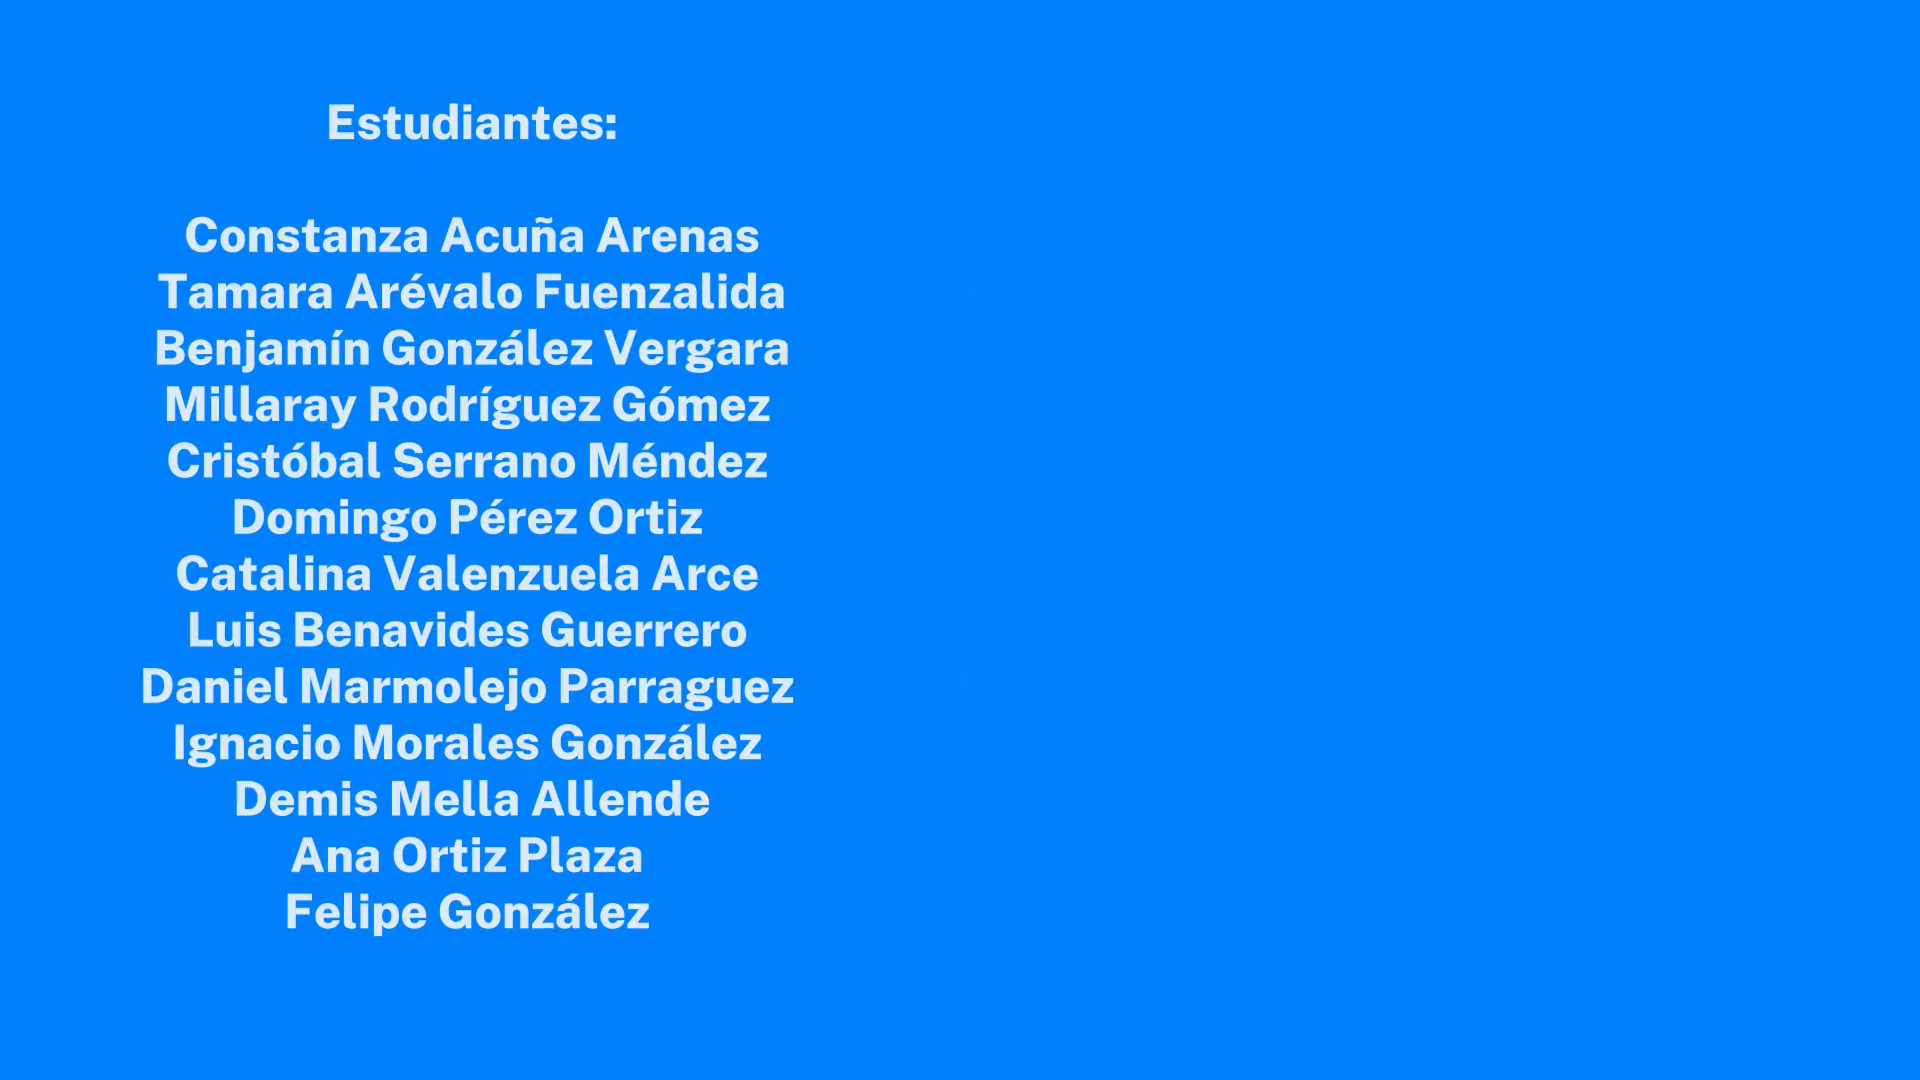 Estudiantes:
Constanza Acuña Arenas
Tamara Arévalo Fuenzalida
Benjamín González Vergara
Millaray Rodríguez Gómez
Cristóbal Serrano Méndez
Domingo Pérez Ortiz
Catalina Valenzuela Arce
Luis Benavides Guerrero
Daniel Marmolejo Parraguez
Ignacio Morales González
Demis Mella Allende
Ana Ortiz Plaza
Felipe González